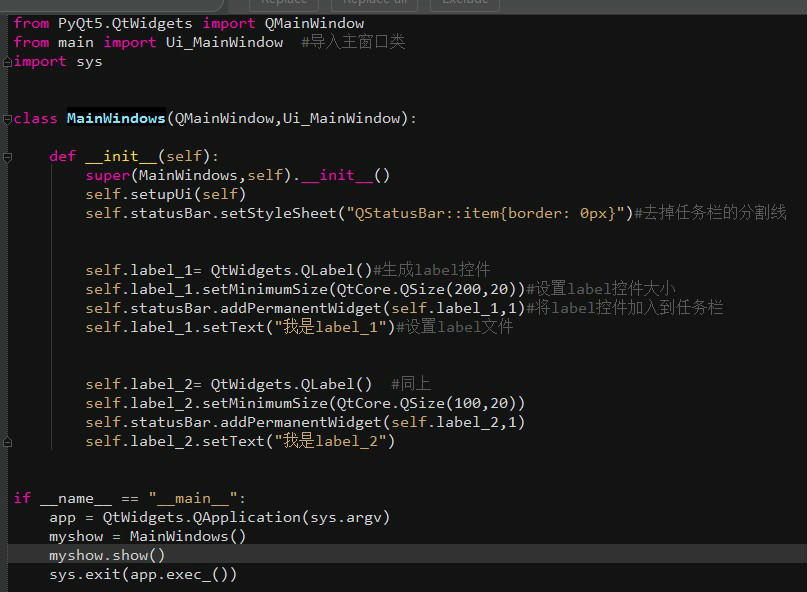 Replace Replace all Exclude
from PyQt5.QtWidgets import QMainWindow
from main import Ui_MainWindow  #导入主窗口类
import sys
class MainWindows(QMainWindow,Ui_MainWindow):
def __init__(self):
super(MainWindows,self).__init__()
self.setupUi(self)
self.statusBar.setStyleSheet("QStatusBar::item{border: 0px}")#去掉任务栏的分割线
self.label_1= QtWidgets.QLabel()#生成label控件
self.label_1.setMinimumSize(QtCore.QSize(200,20))#设置label控件大小
self.statusBar.addPermanentWidget(self.label_1,1)#将label控件加入到任务栏
self.label_1.setText("我是label_1")#设置label文件
self.label_2= QtWidgets.QLabel()  #同上
self.label_2.setMinimumSize(QtCore.QSize(100,20))
self.statusBar.addPermanentWidget(self.label_2,1)
self.label_2.setText("我是label_2")
if __name__ == "__main__":
app = QtWidgets.QApplication(sys.argv)
myshow = MainWindows()
myshow.show()
sys.exit(app.exec_())